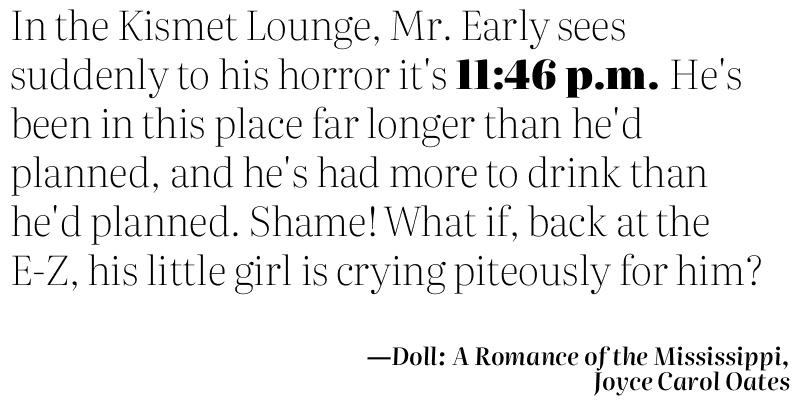 In the Kismet Lounge, Mr. Early sees
suddenly to his horror it's 11:46 p.m. He's
been in this place far longer than he'd
planned, and he's had more to drink than
he'd planned. Shame! What if, back at the
E-Z, his little girl is crying piteously for him?
—Doll: A Romance of the Mississippi,
Joyce Carol Oates